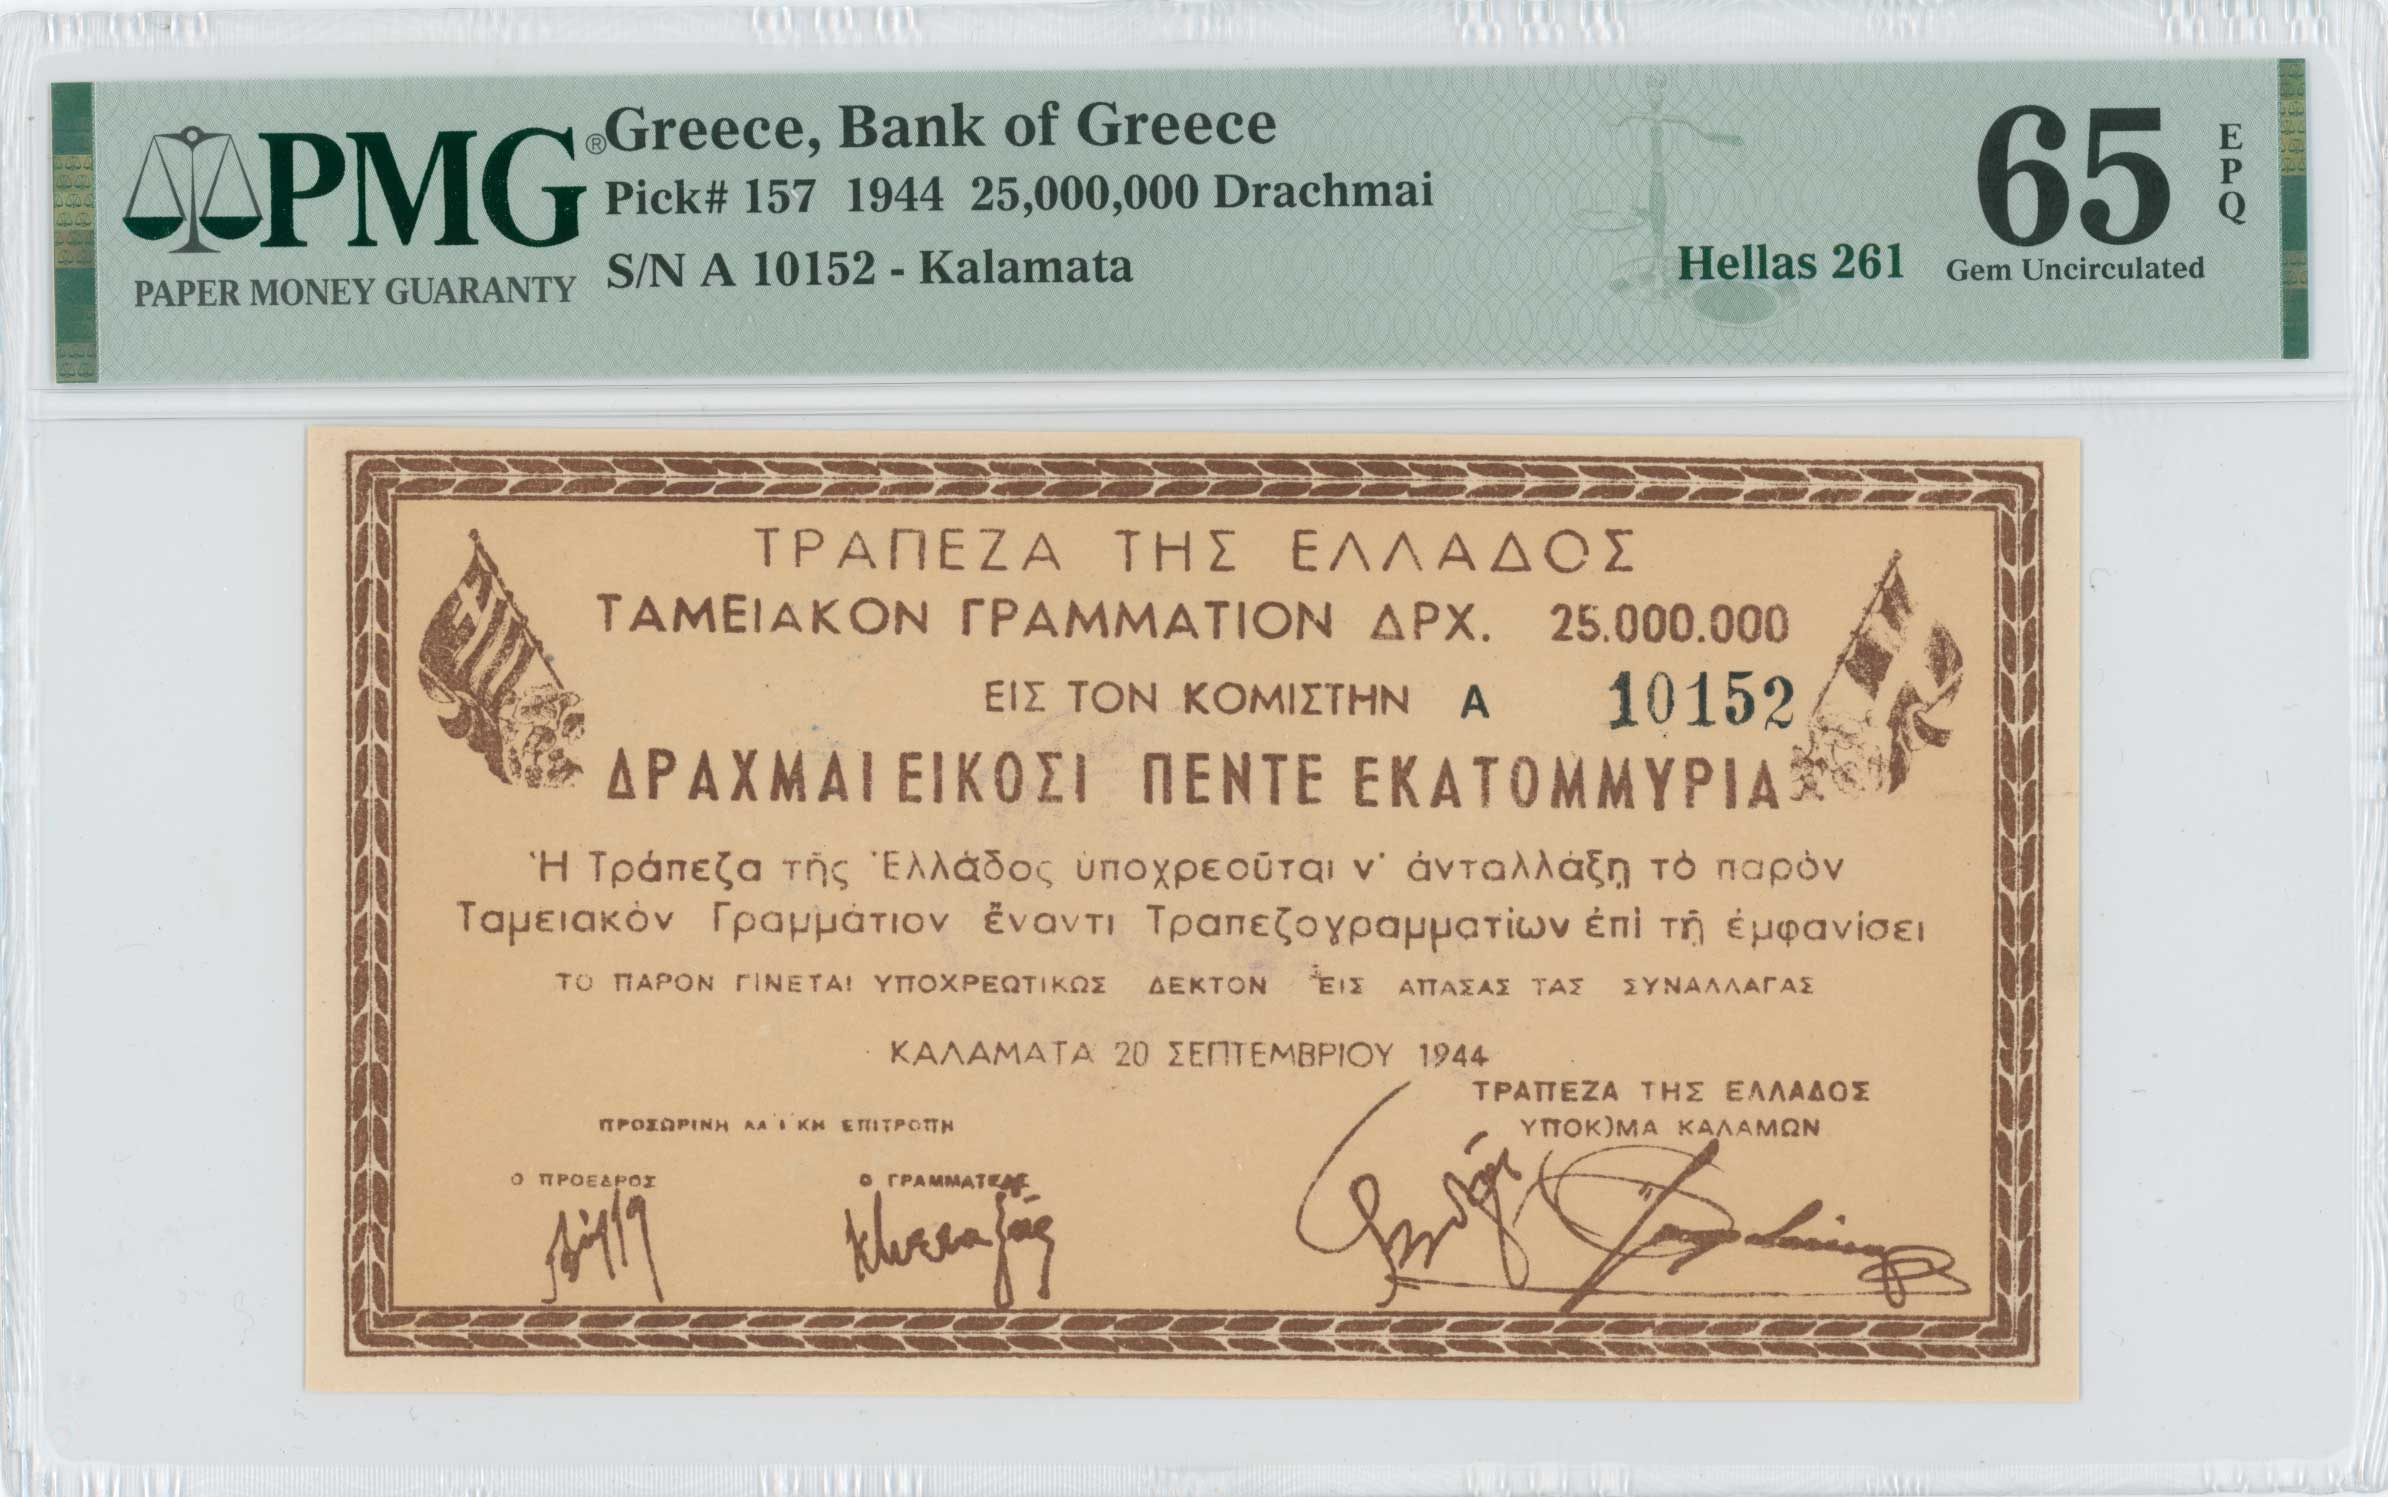 PMG®
PAPER MONEY GUARANTY
Greece, Bank of Greece
Pick# 157 1944 25,000,000 Drachmai
S/N A 10152 - Kalamata
Hellas 261
65 EPQ
Gem Uncirculated
ΤΡΑΠΕΖΑ ΤΗΣ ΕΛΛΑΔΟΣ
ΤΑΜΕΙΑΚΟΝ ΓΡΑΜΜΑΤΙΟΝ ΔΡΧ. 25.000.000
ΕΙΣ ΤΟΝ ΚΟΜΙΣΤΗΝ Α 10152
ΔΡΑΧΜΑΙ ΕΙΚΟΣΙ ΠΕΝΤΕ ΕΚΑΤΟΜΜΥΡΙΑ
Ἡ Τράπεζα τῆς Ἑλλάδος ὑποχρεοῦται ν' ἀνταλλάξῃ τὸ παρὸν
Ταμειακὸν Γραμμάτιον ἔναντι Τραπεζογραμματίων ἐπὶ τῇ ἐμφανίσει
ΤΟ ΠΑΡΟΝ ΓΙΝΕΤΑΙ ΥΠΟΧΡΕΩΤΙΚΩΣ ΔΕΚΤΟΝ ΕΙΣ ΑΠΑΣΑΣ ΤΑΣ ΣΥΝΑΛΛΑΓΑΣ
ΚΑΛΑΜΑΤΑ 20 ΣΕΠΤΕΜΒΡΙΟΥ 1944
ΤΡΑΠΕΖΑ ΤΗΣ ΕΛΛΑΔΟΣ
ΥΠΟΚ)ΜΑ ΚΑΛΑΜΩΝ
ΠΡΟΣΩΡΙΝΗ ΛΑΪΚΗ ΕΠΙΤΡΟΠΗ
Ο ΠΡΟΕΔΡΟΣ
Ο ΓΡΑΜΜΑΤΕΑΣ